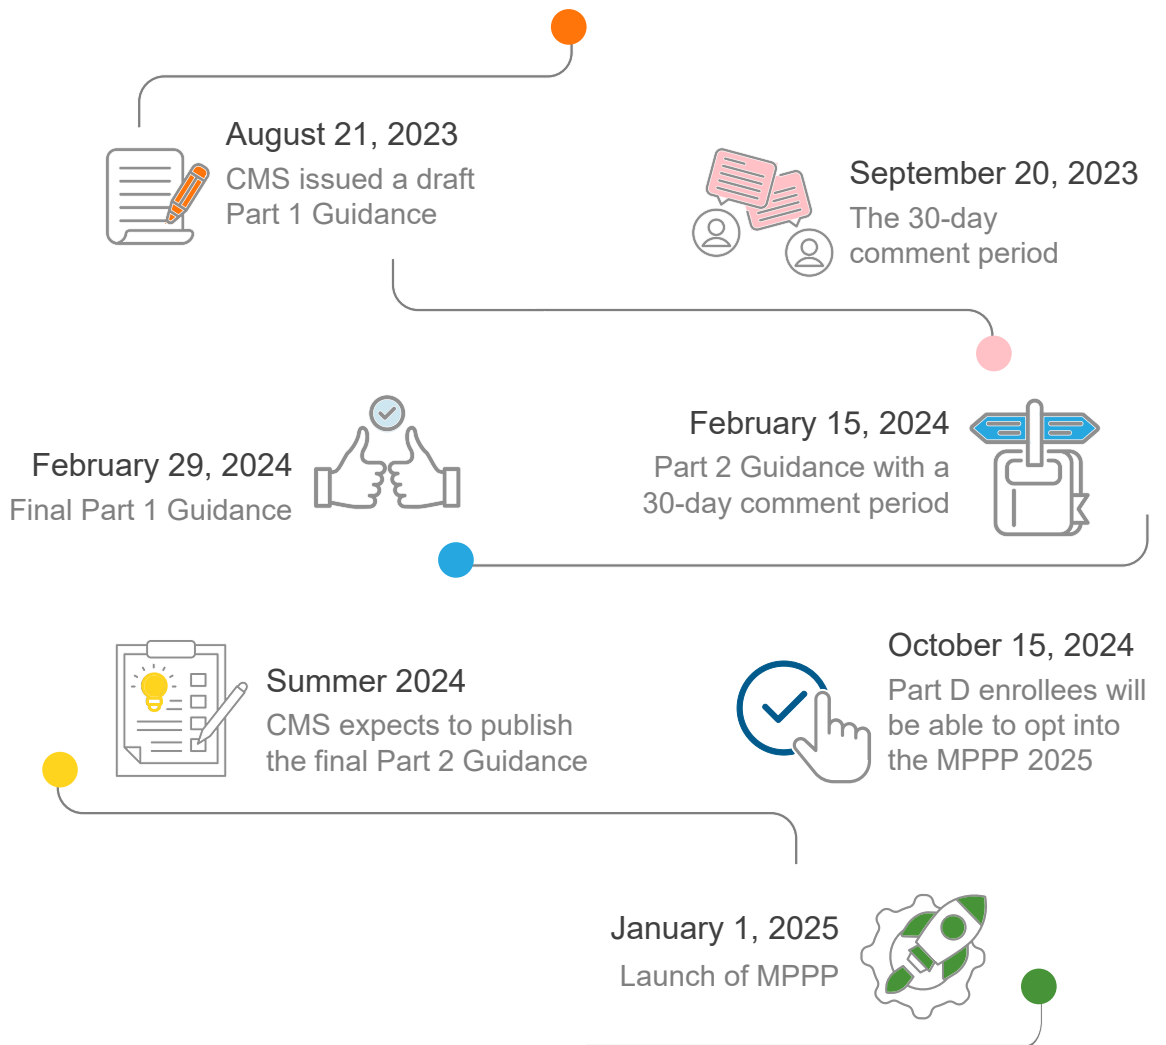 August 21, 2023
CMS issued a draft
Part 1 Guidance
September 20, 2023
The 30-day
comment period
February 15, 2024
Part 2 Guidance with a
30-day comment period
February 29, 2024
Final Part 1 Guidance
Summer 2024
CMS expects to publish
the final Part 2 Guidance
October 15, 2024
Part D enrollees will
be able to opt into
the MPPP 2025
January 1, 2025
Launch of MPPP